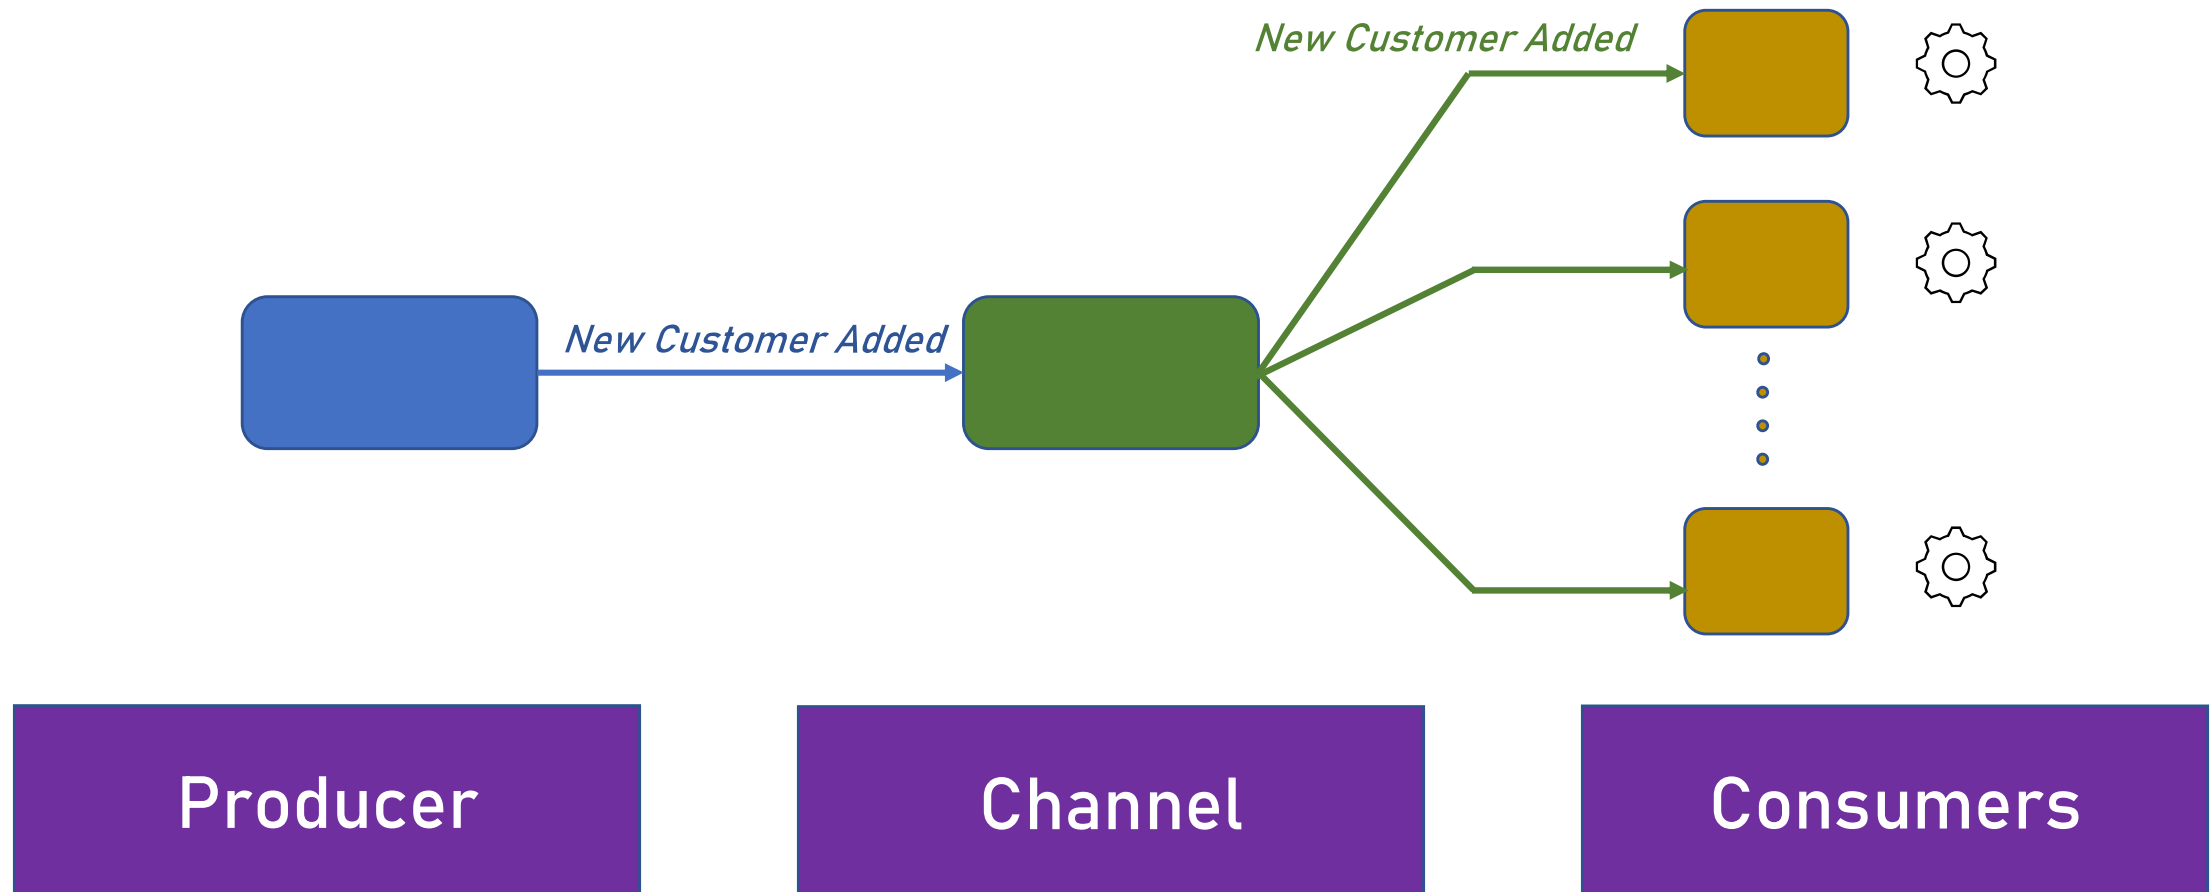 New Customer Added
New Customer Added
Producer
Channel
Consumers